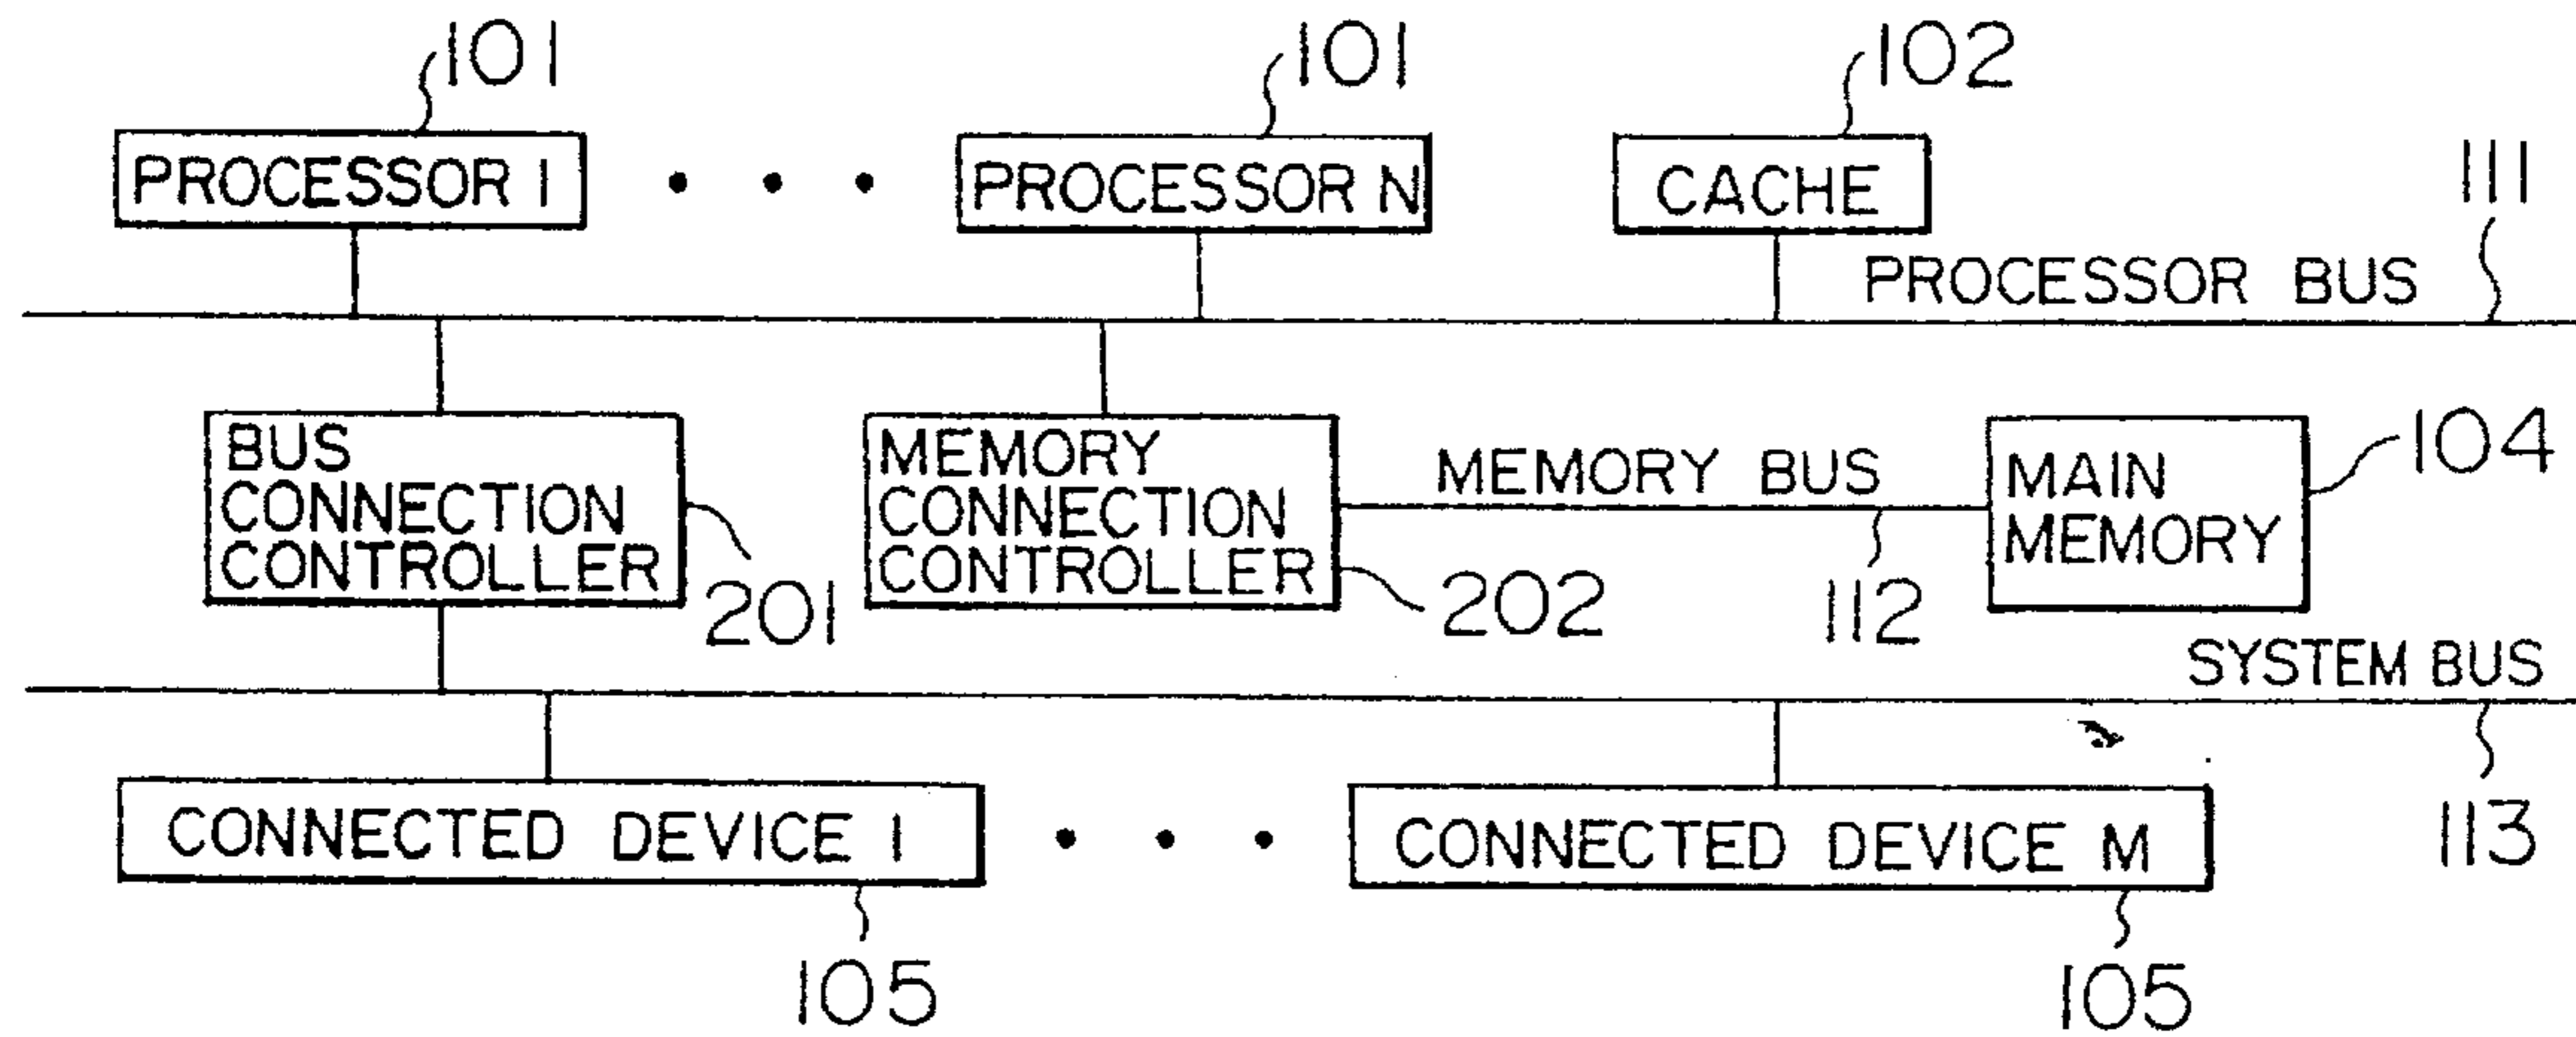 101
101
102
PROCESSOR 1
PROCESSOR N
CACHE
111
PROCESSOR BUS
BUS
CONNECTION
CONTROLLER
201
MEMORY
CONNECTION
CONTROLLER
202
MEMORY BUS
112
MAIN
MEMORY
104
SYSTEM BUS
113
CONNECTED DEVICE 1
CONNECTED DEVICE M
105
105